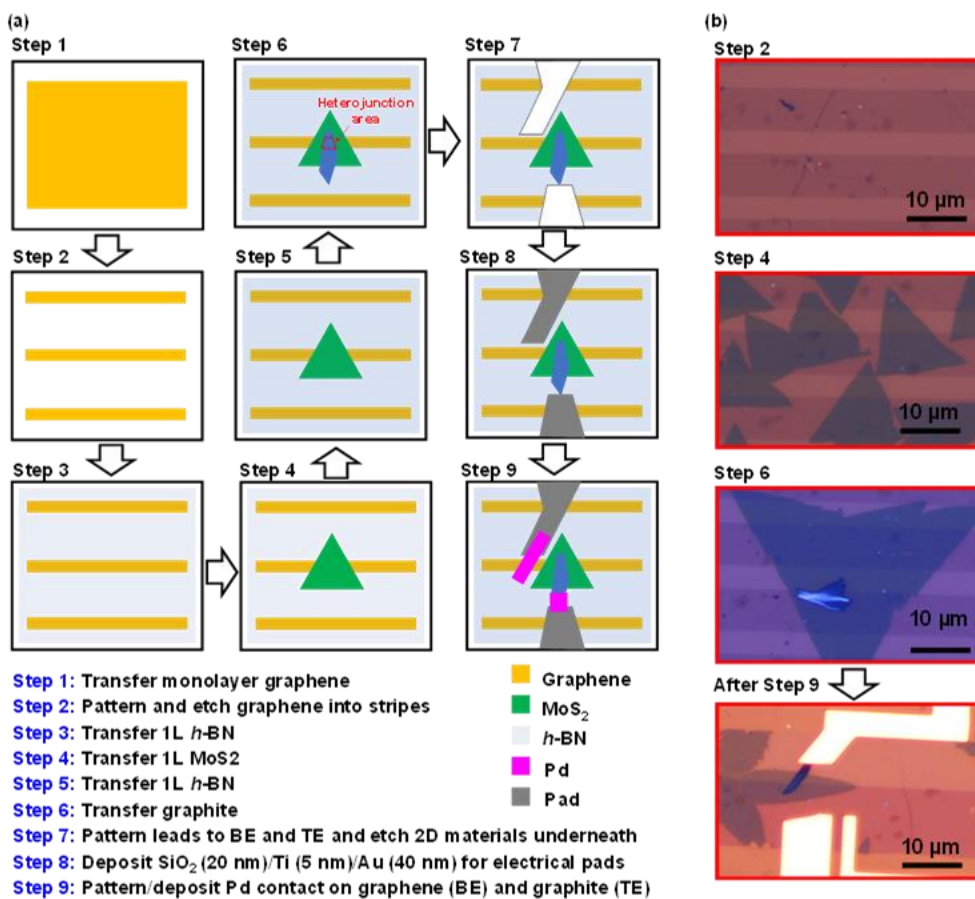 (a)
Step 1
Step 6
Step 7
Heterojunction
area
Step 2
Step 5
Step 8
Step 3
Step 4
Step 9
Step 1: Transfer monolayer graphene
Step 2: Pattern and etch graphene into stripes
Step 3: Transfer 1L h-BN
Step 4: Transfer 1L MoS2
Step 5: Transfer 1L h-BN
Step 6: Transfer graphite
Step 7: Pattern leads to BE and TE and etch 2D materials underneath
Step 8: Deposit SiO₂ (20 nm)/Ti (5 nm)/Au (40 nm) for electrical pads
Step 9: Pattern/deposit Pd contact on graphene (BE) and graphite (TE)
Graphene
MoS₂
h-BN
Pd
Pad
(b)
Step 2
10 µm
Step 4
10 µm
Step 6
10 µm
After Step 9
10 µm